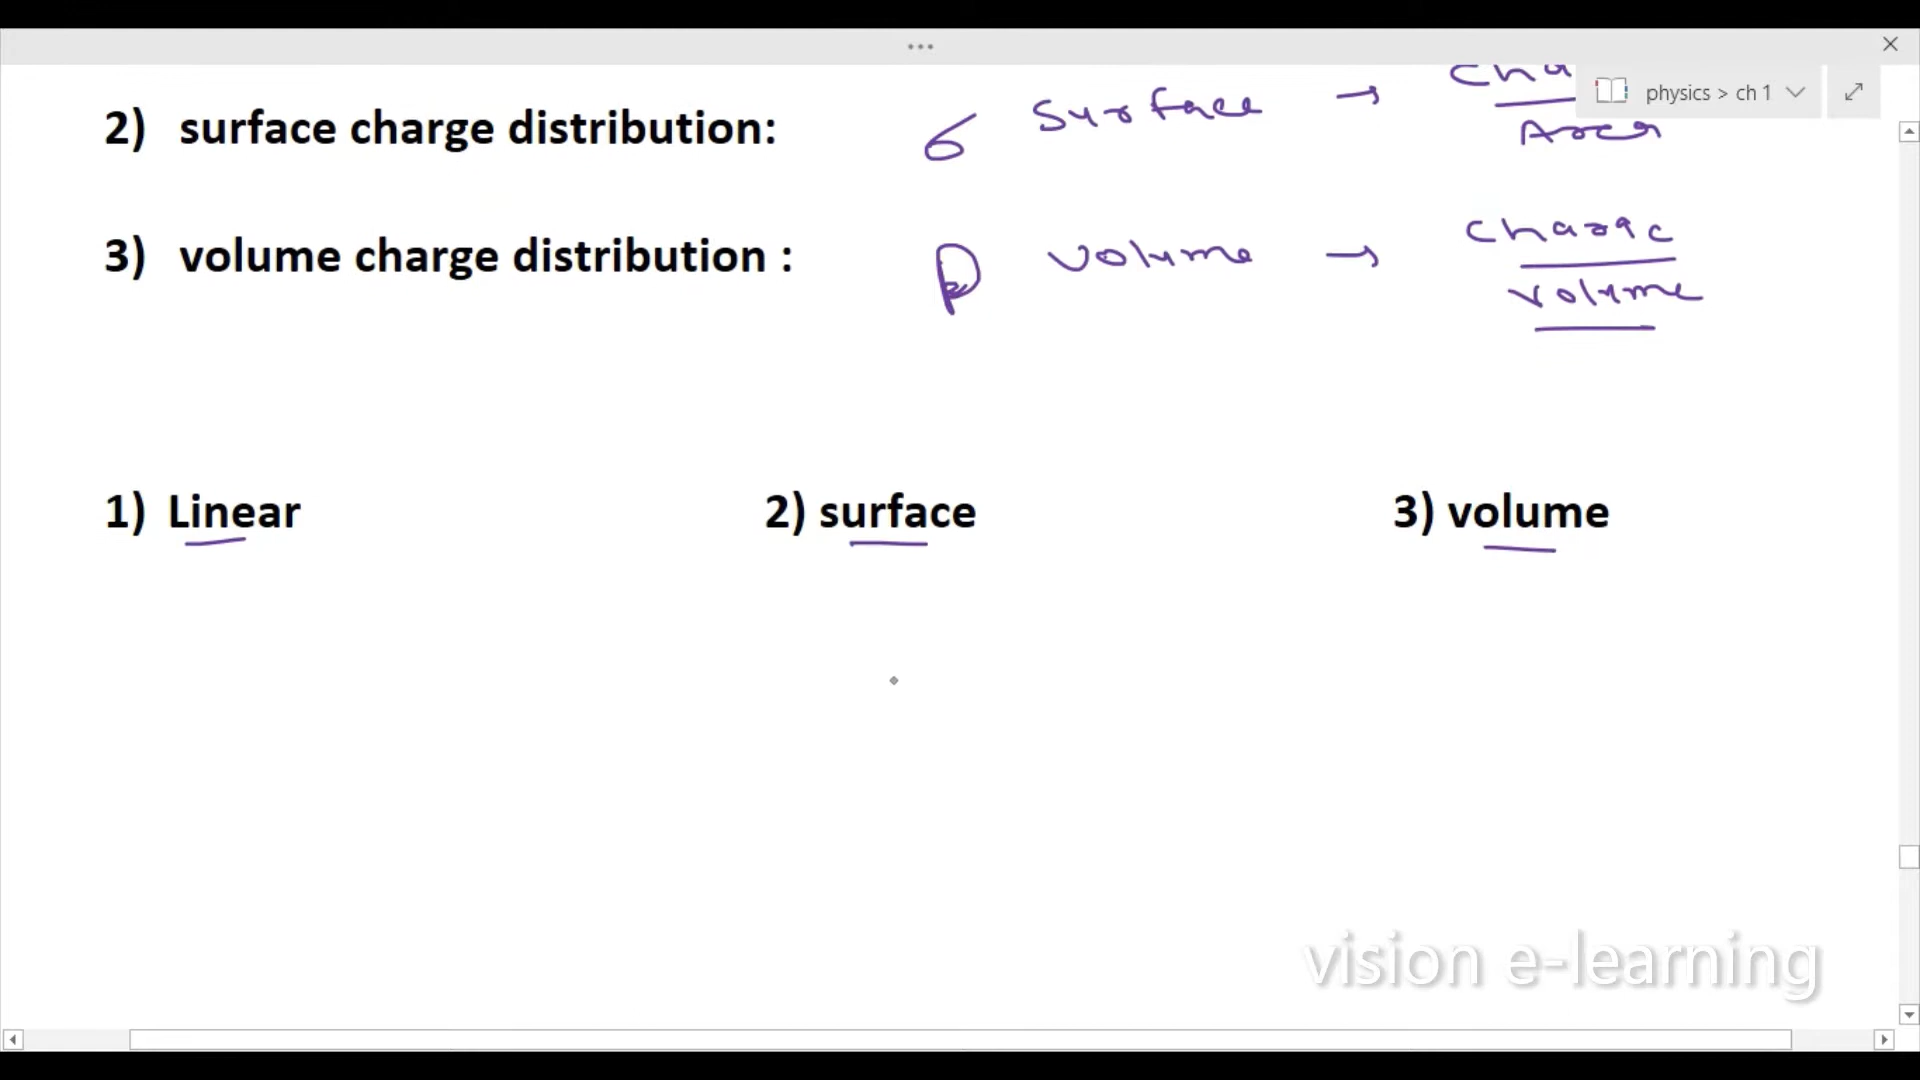 physics > ch 1
2) surface charge distribution: σ surface → Cha
Area
3) volume charge distribution : ρ volume → charge
volume
1) Linear 2) surface 3) volume
vision e-learning